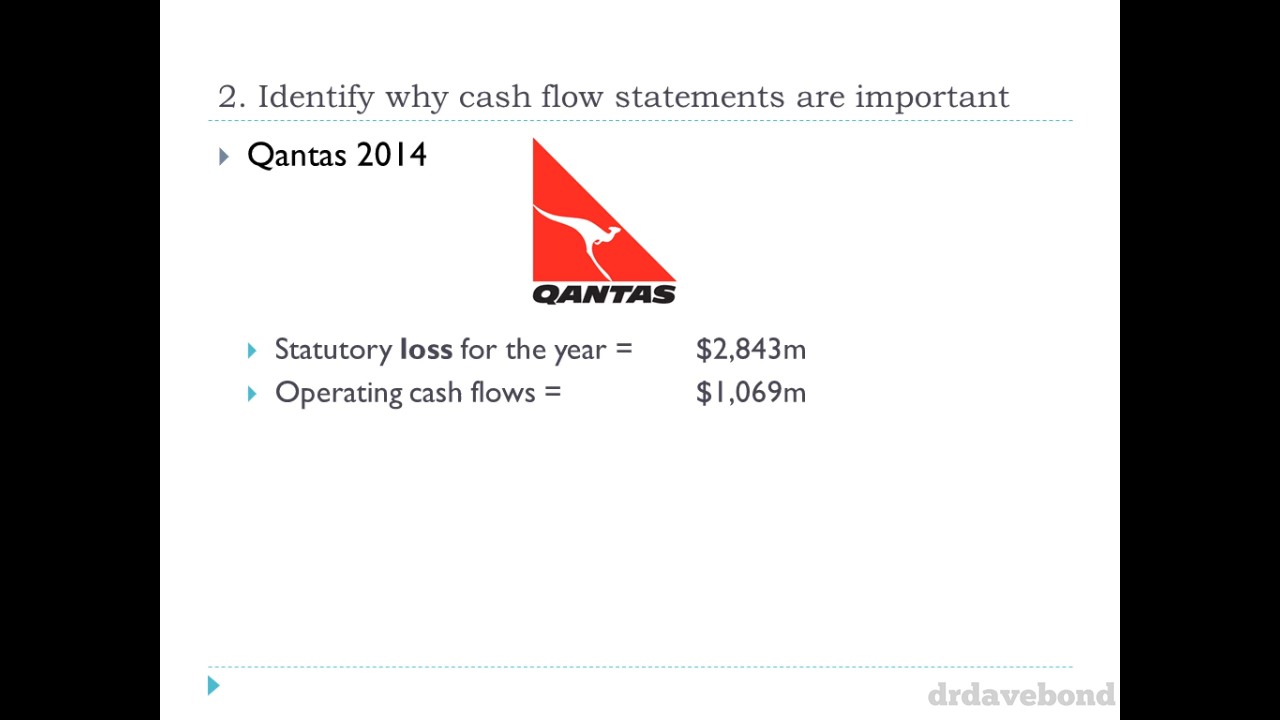 2. Identify why cash flow statements are important
Qantas 2014
QANTAS
Statutory loss for the year = $2,843m
Operating cash flows = $1,069m
drdavebond